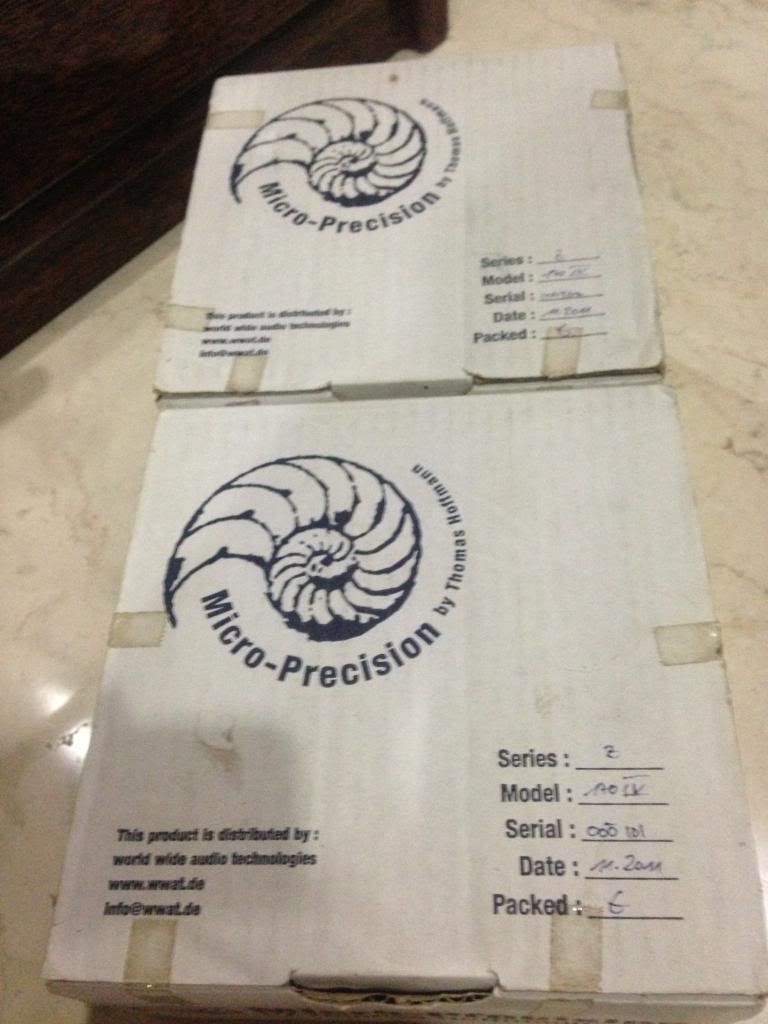 Micro-Precision by Thomas Hoffmann
Series : Z
Model :
Serial :
Date : 11.2011
Packed :
This product is distributed by :
world wide audio technologies
www.wwat.de
info@wwat.de
Micro-Precision by Thomas Hoffmann
Series : Z
Model :
Serial : 000 101
Date : 11.2011
Packed : E
This product is distributed by :
world wide audio technologies
www.wwat.de
info@wwat.de